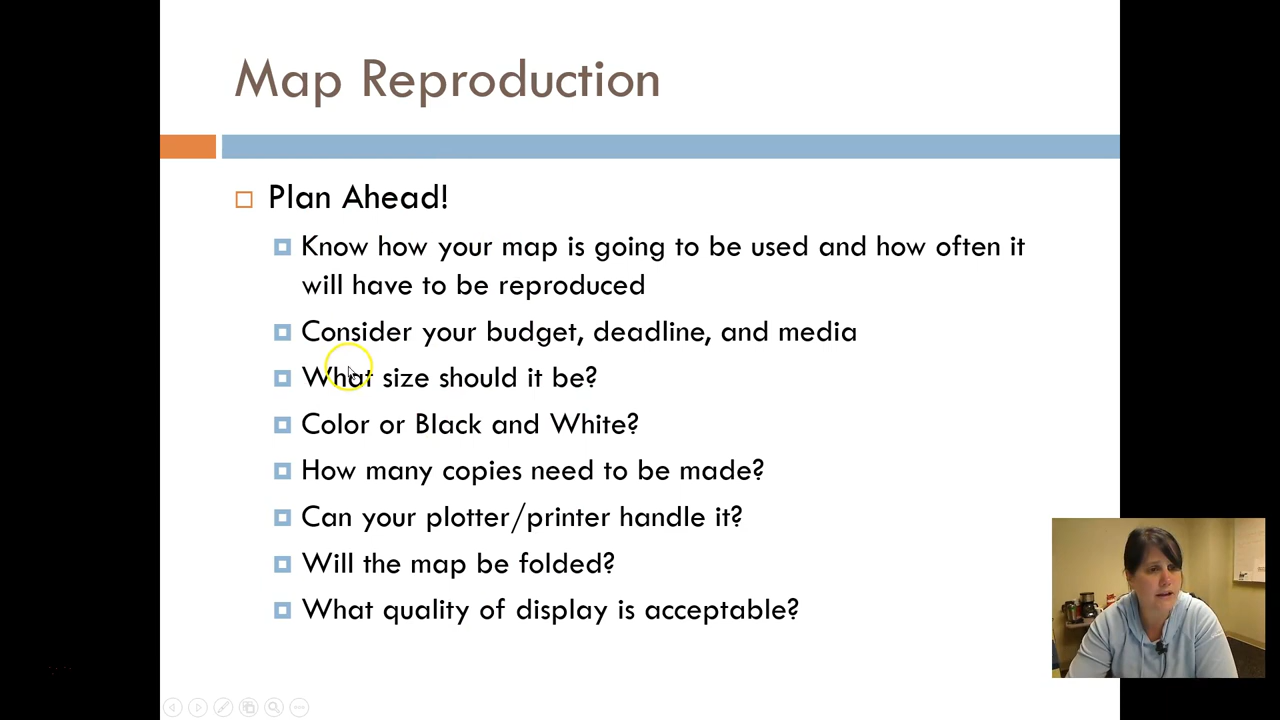 Map Reproduction
Plan Ahead!
Know how your map is going to be used and how often it
will have to be reproduced
Consider your budget, deadline, and media
What size should it be?
Color or Black and White?
How many copies need to be made?
Can your plotter/printer handle it?
Will the map be folded?
What quality of display is acceptable?